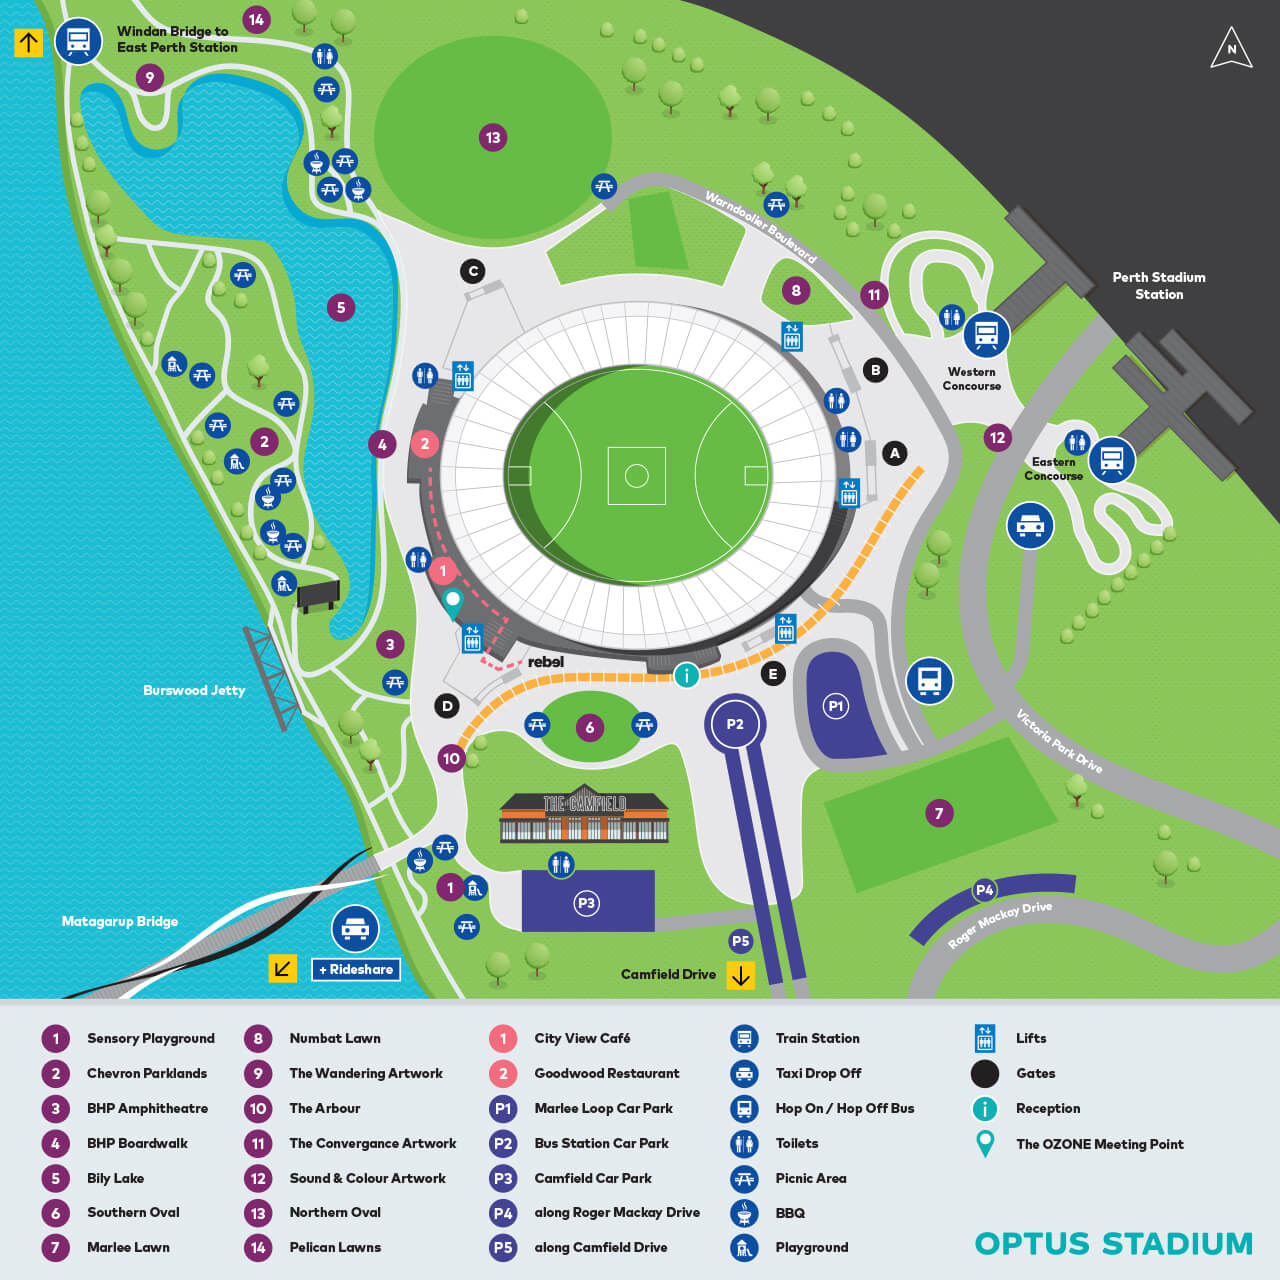 14
Windan Bridge to
East Perth Station
N
9
13
Warndoolier Boulevard
C
Perth Stadium
Station
8
11
5
B
Western
Concourse
2
4
2
12
A
Eastern
Concourse
1
3
rebel
i
E
Burswood Jetty
D
P1
P2
6
Victoria Park Drive
10
THE CAMFIELD
7
1
P3
P4
Roger Mackay Drive
Matagarup Bridge
P5
+ Rideshare
Camfield Drive
1 Sensory Playground
2 Chevron Parklands
3 BHP Amphitheatre
4 BHP Boardwalk
5 Bily Lake
6 Southern Oval
7 Marlee Lawn
8 Numbat Lawn
9 The Wandering Artwork
10 The Arbour
11 The Convergance Artwork
12 Sound & Colour Artwork
13 Northern Oval
14 Pelican Lawns
1 City View Café
2 Goodwood Restaurant
P1 Marlee Loop Car Park
P2 Bus Station Car Park
P3 Camfield Car Park
P4 along Roger Mackay Drive
P5 along Camfield Drive
Train Station
Taxi Drop Off
Hop On / Hop Off Bus
Toilets
Picnic Area
BBQ
Playground
Lifts
Gates
i Reception
The OZONE Meeting Point
OPTUS STADIUM